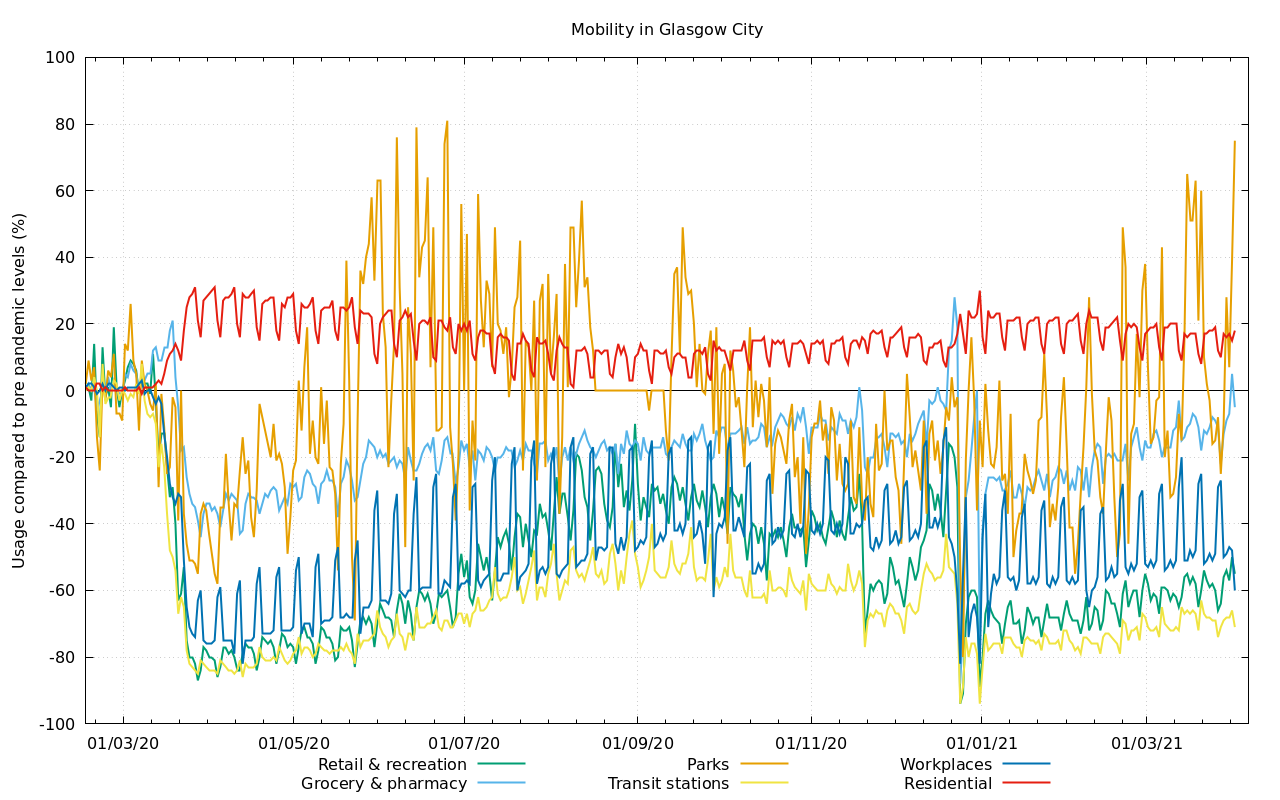 Mobility in Glasgow City
Usage compared to pre pandemic levels (%)
100
80
60
40
20
0
-20
-40
-60
-80
-100
01/03/20 01/05/20 01/07/20 01/09/20 01/11/20 01/01/21 01/03/21
Retail & recreation Parks Workplaces
Grocery & pharmacy Transit stations Residential